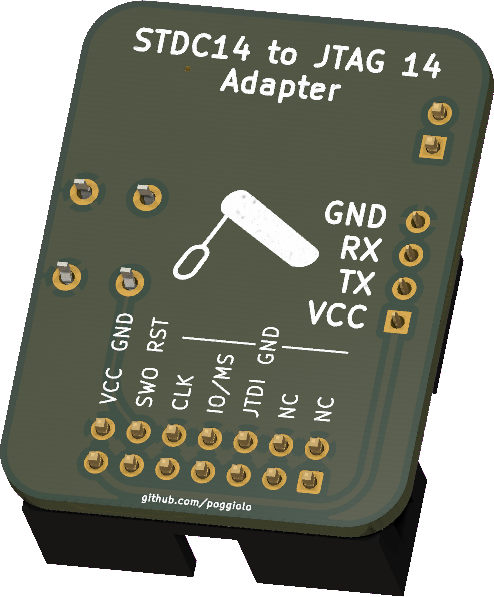 STDC14 to JTAG 14
Adapter
GND
RX
TX
VCC
GND
RST
GND
VCC
SWO
CLK
IO/MS
JTDI
NC
NC
github.com/poggiolo